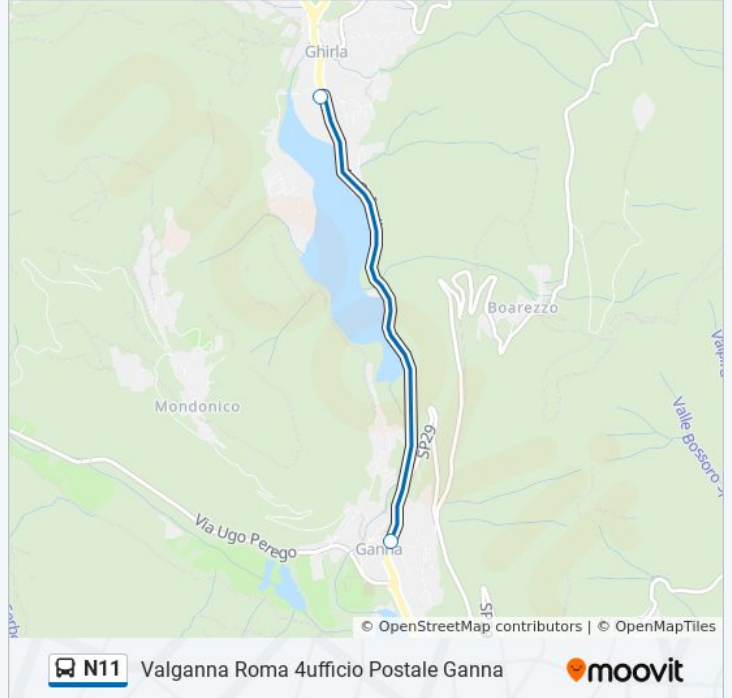 Ghirla
Boarezzo
Mondonico
Valle Bossoro S
SP29
Via Ugo Perego
Ganna
© OpenStreetMap contributors | © OpenMapTiles
N11 Valganna Roma 4ufficio Postale Ganna
moovit